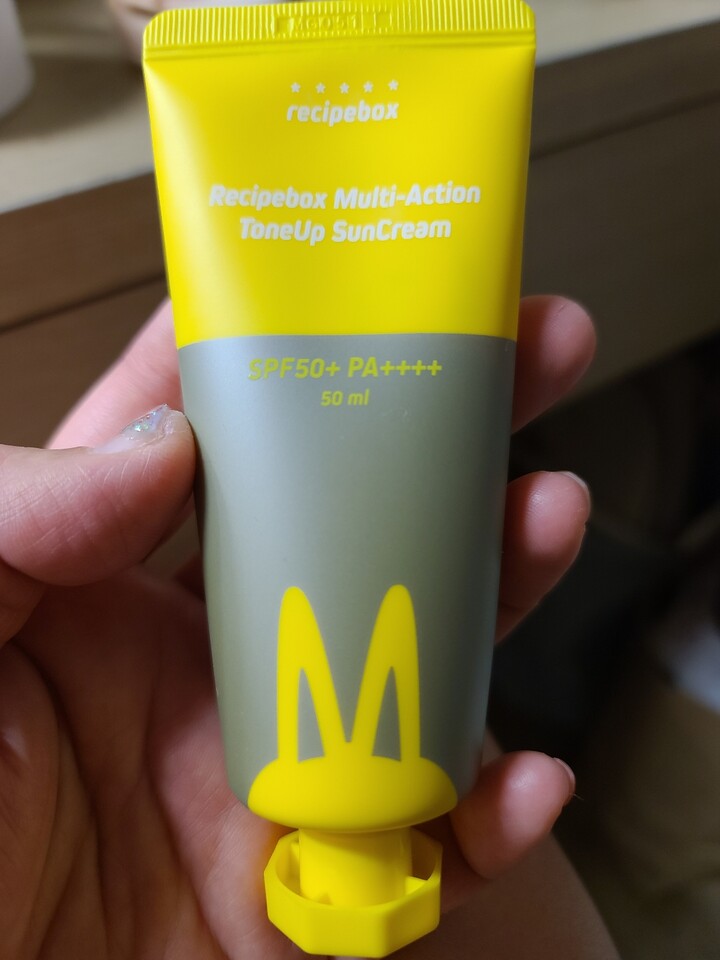 * * * * *
recipebox
Recipebox Multi-Action
ToneUp SunCream
SPF50+ PA++++
50 ml